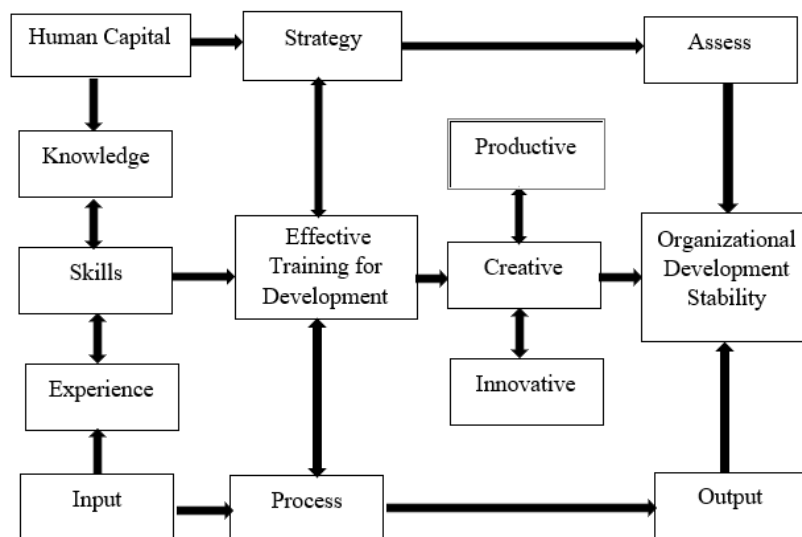 Human Capital
Strategy
Assess
Knowledge
Productive
Skills
Effective
Training for
Development
Creative
Organizational
Development
Stability
Experience
Innovative
Input
Process
Output